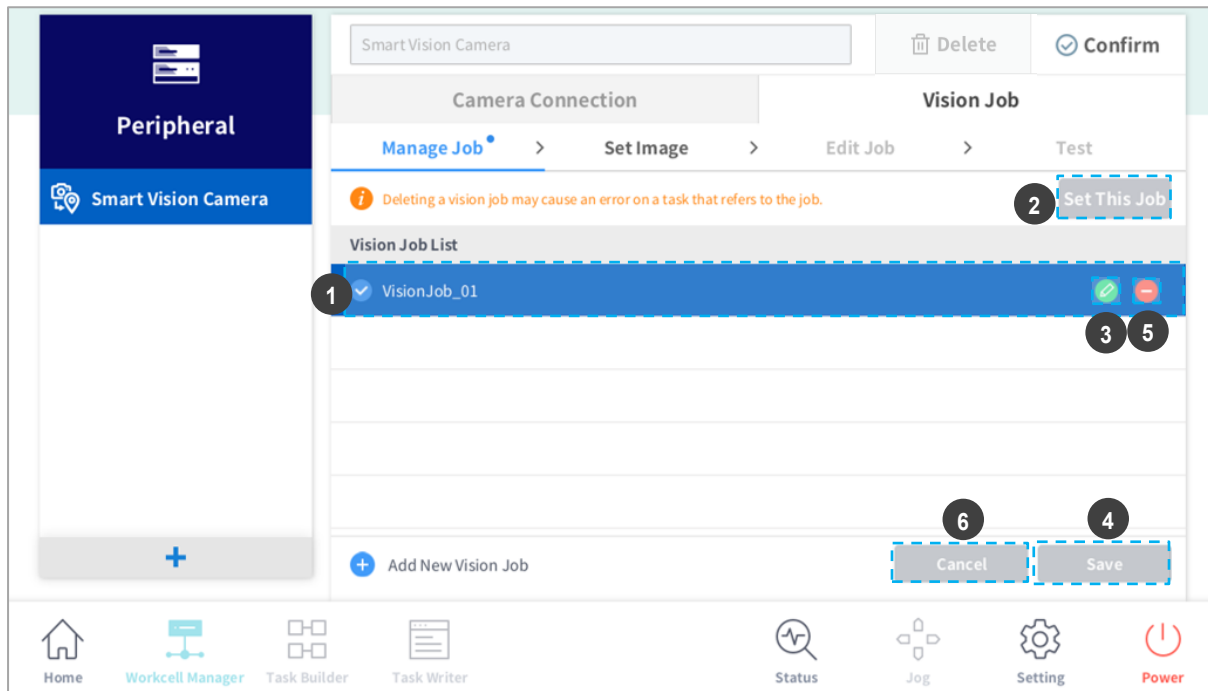 Peripheral
Smart Vision Camera
Smart Vision Camera
Delete
Confirm
Camera Connection
Vision Job
Manage Job
>
Set Image
>
Edit Job
>
Test
i Deleting a vision job may cause an error on a task that refers to the job.
2
Set This Job
Vision Job List
1
VisionJob_01
3
5
6
4
+
+ Add New Vision Job
Cancel
Save
Home
Workcell Manager
Task Builder
Task Writer
Status
Jog
Setting
Power